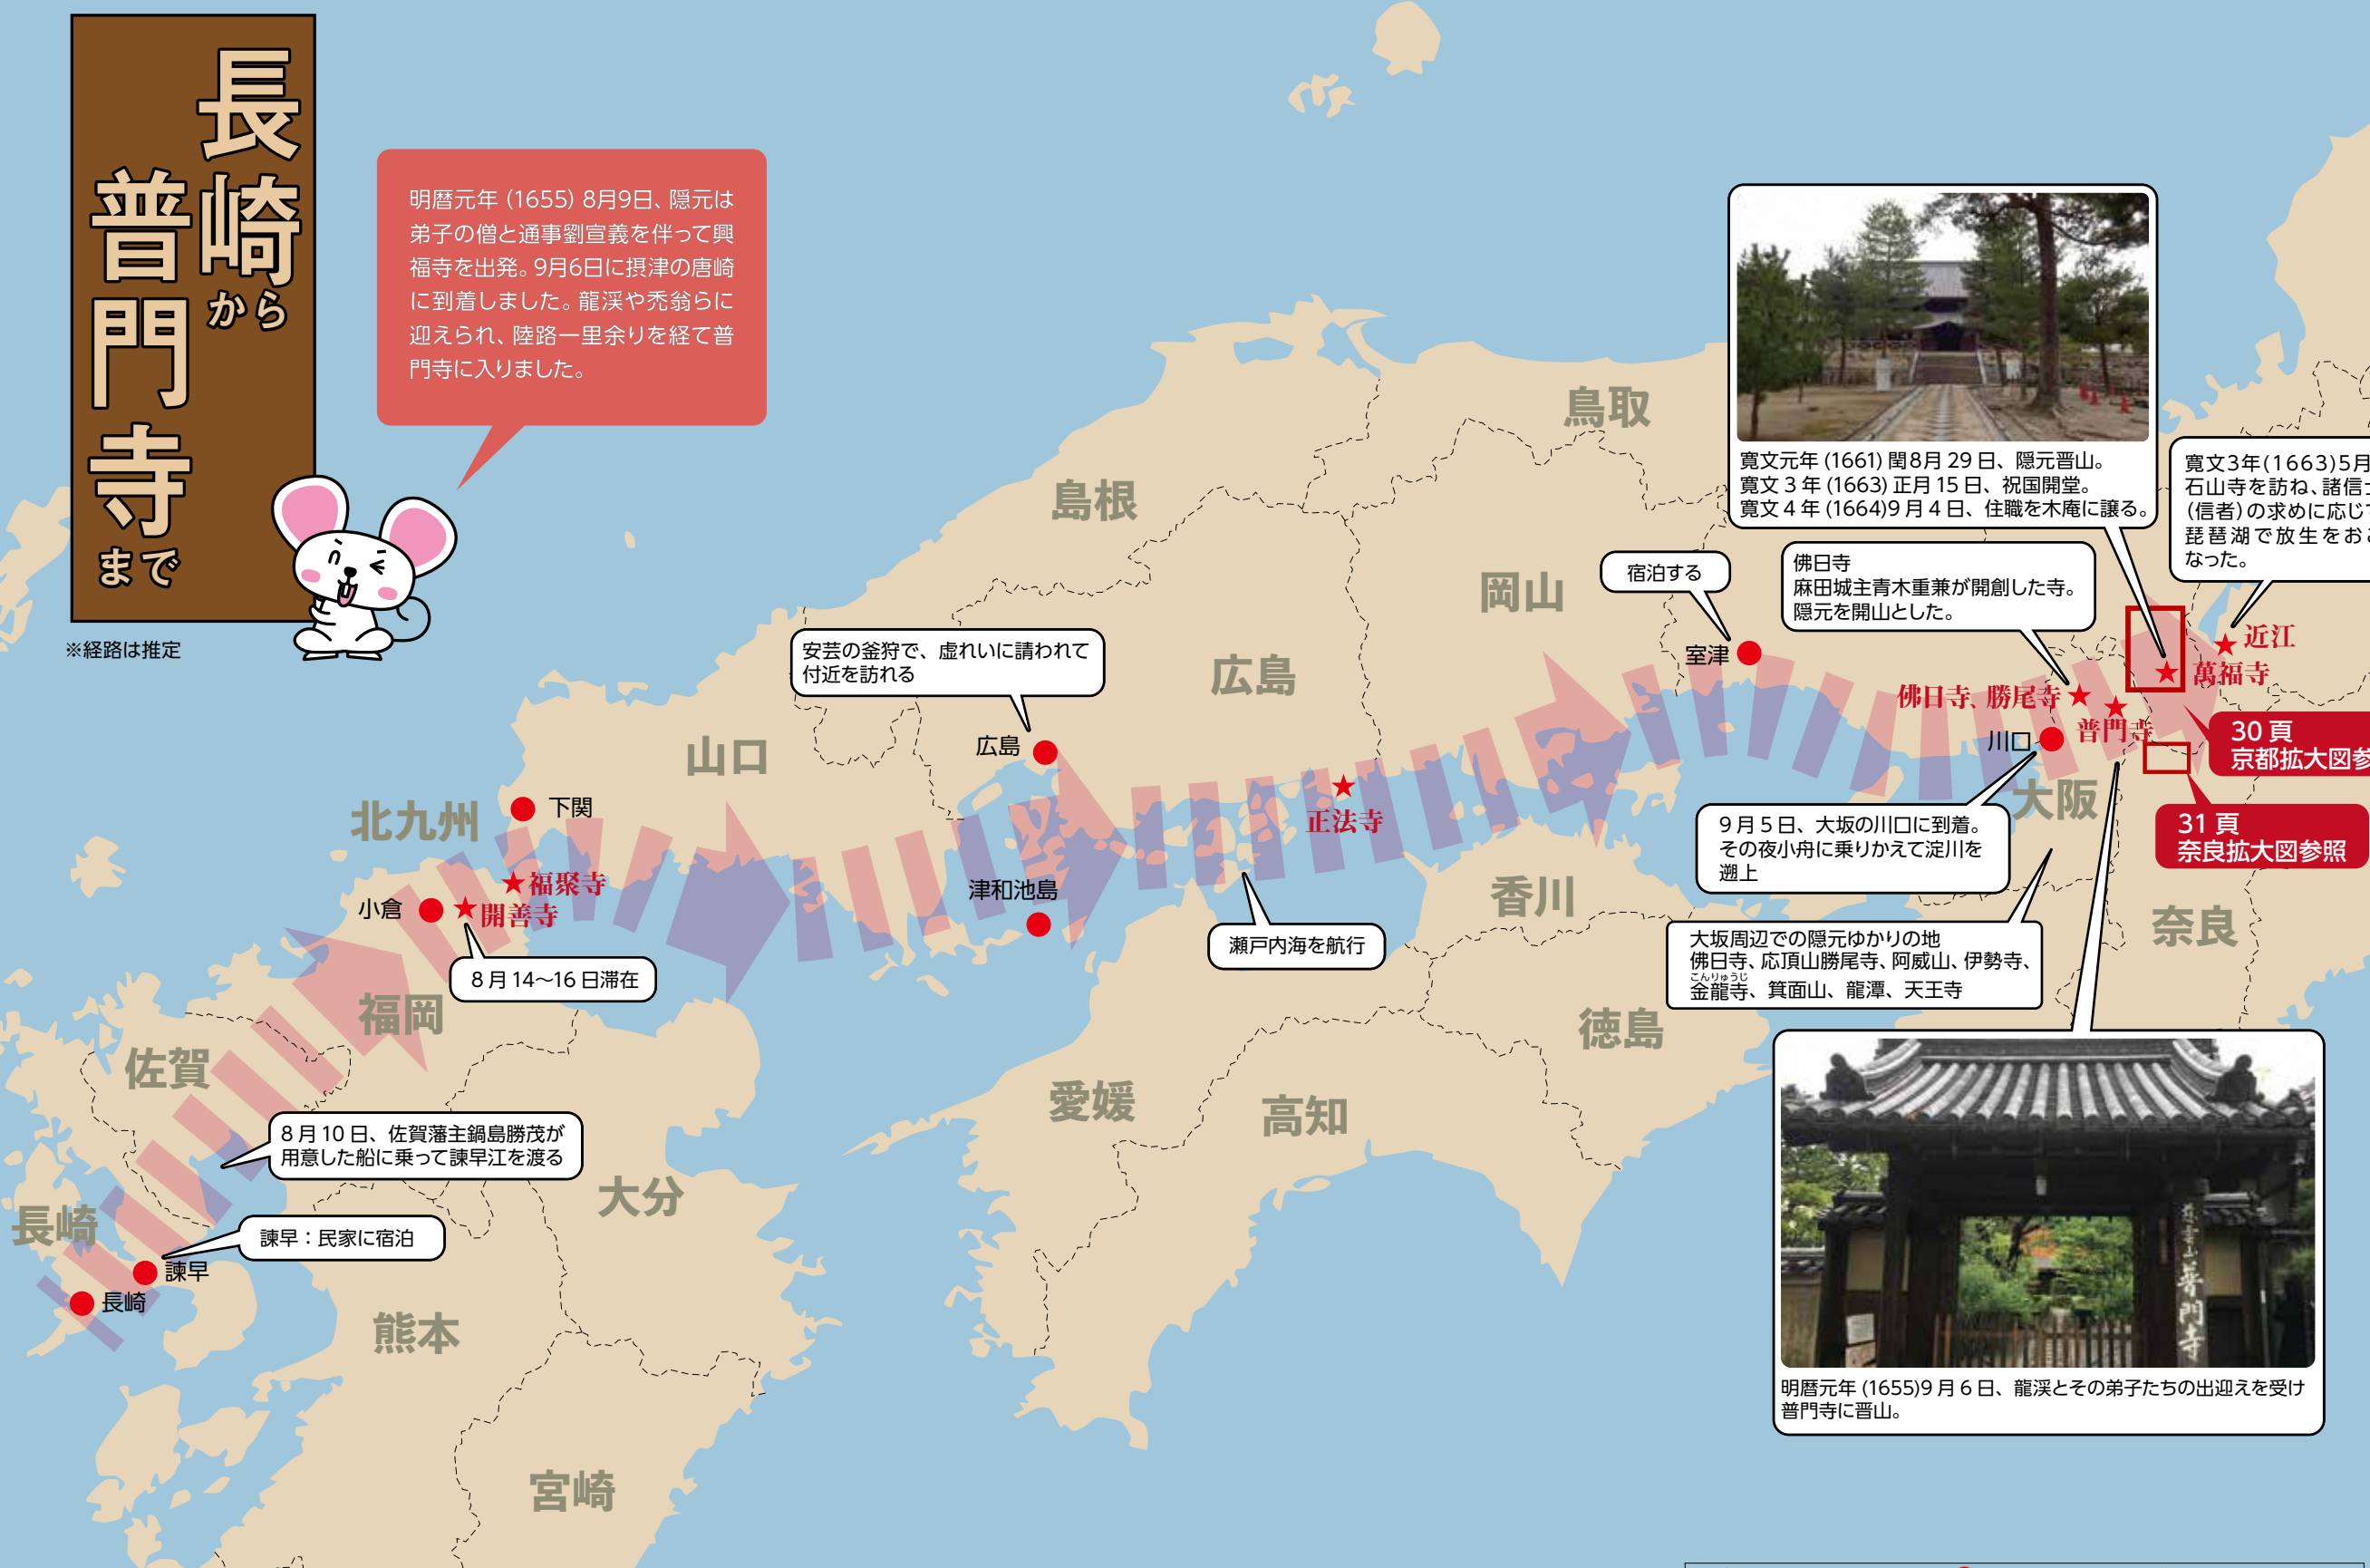 長崎から
普門寺まで
※経路は推定
明暦元年 (1655) 8月9日、隠元は
弟子の僧と通事劉宣義を伴って興
福寺を出発。9月6日に摂津の唐崎
に到着しました。龍渓や禿翁らに
迎えられ、陸路一里余りを経て普
門寺に入りました。
寛文元年 (1661) 閏8月 29 日、隠元晋山。
寛文 3 年 (1663) 正月 15 日、祝国開堂。
寛文 4 年 (1664)9 月 4 日、住職を木庵に譲る。
寛文3年(1663)5月
石山寺を訪ね、諸信
(信者)の求めに応じ
琵琶湖で放生をお
なった。
鳥取
島根
岡山
広島
山口
北九州
宿泊する
室津
佛日寺
麻田城主青木重兼が開創した寺。
隠元を開山とした。
近江
萬福寺
佛日寺、勝尾寺
普門寺
川口
大阪
30 頁
京都拡大図参
31 頁
奈良拡大図参照
奈良
安芸の釜狩で、虚れいに請われて
付近を訪れる
広島
下関
福聚寺
小倉
開善寺
8 月 14〜16 日滞在
津和池島
正法寺
瀬戸内海を航行
香川
徳島
愛媛
高知
9 月 5 日、大坂の川口に到着。
その夜小舟に乗りかえて淀川を
遡上
大坂周辺での隠元ゆかりの地
佛日寺、応頂山勝尾寺、阿威山、伊勢寺、
こんりゅうじ
金龍寺、箕面山、龍潭、天王寺
福岡
佐賀
8 月 10 日、佐賀藩主鍋島勝茂が
用意した船に乗って諫早江を渡る
大分
長崎
諫早：民家に宿泊
諫早
長崎
熊本
宮崎
普門寺
明暦元年 (1655)9 月 6 日、龍渓とその弟子たちの出迎えを受け
普門寺に晋山。